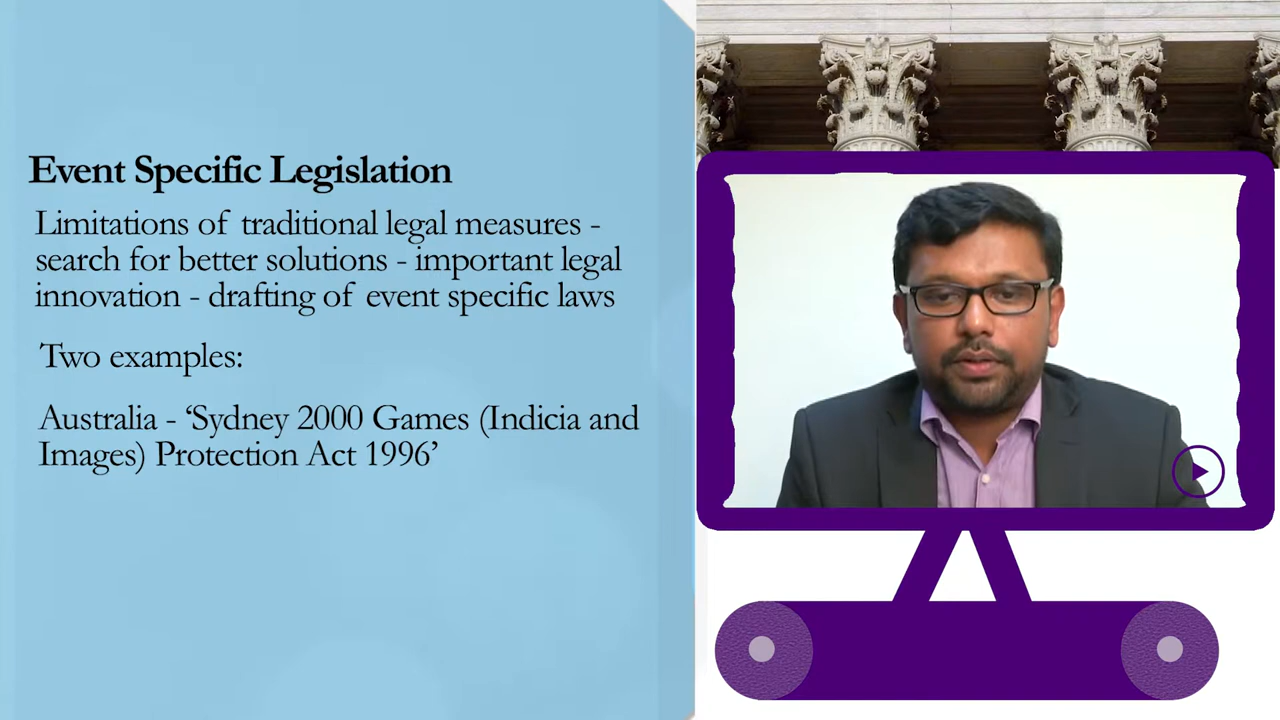 Event Specific Legislation
Limitations of traditional legal measures -
search for better solutions - important legal
innovation - drafting of event specific laws
Two examples:
Australia - ‘Sydney 2000 Games (Indicia and
Images) Protection Act 1996’